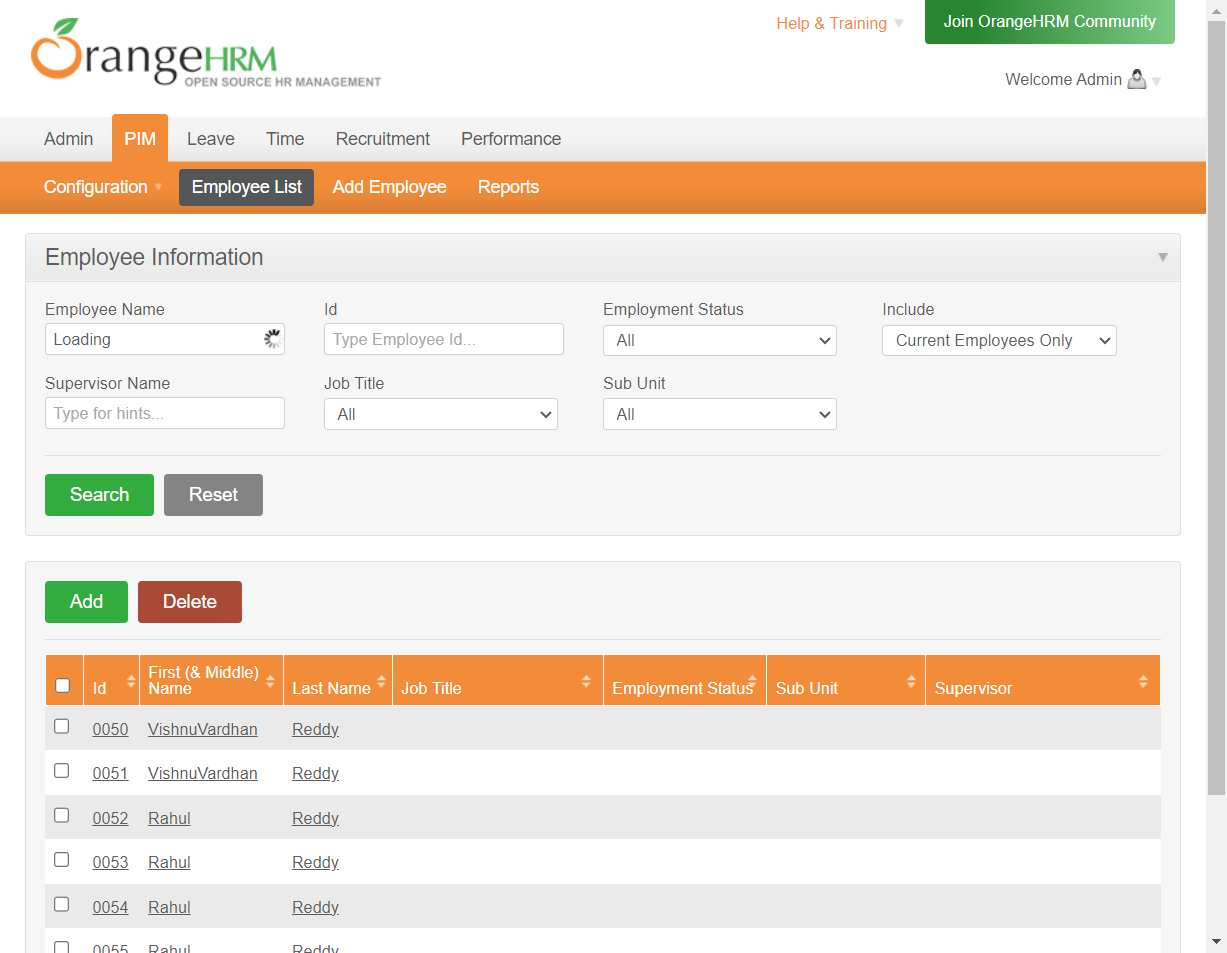 Help & Training
Join OrangeHRM Community
OrangeHRM
OPEN SOURCE HR MANAGEMENT
Welcome Admin
Admin PIM Leave Time Recruitment Performance
Configuration Employee List Add Employee Reports
Employee Information
Employee Name Id Employment Status Include
Loading Type Employee Id... All Current Employees Only
Supervisor Name Job Title Sub Unit
Type for hints... All All
Search Reset
Add Delete
Id First (& Middle) Name Last Name Job Title Employment Status Sub Unit Supervisor
0050 VishnuVardhan Reddy
0051 VishnuVardhan Reddy
0052 Rahul Reddy
0053 Rahul Reddy
0054 Rahul Reddy
0055 Rahul Reddy